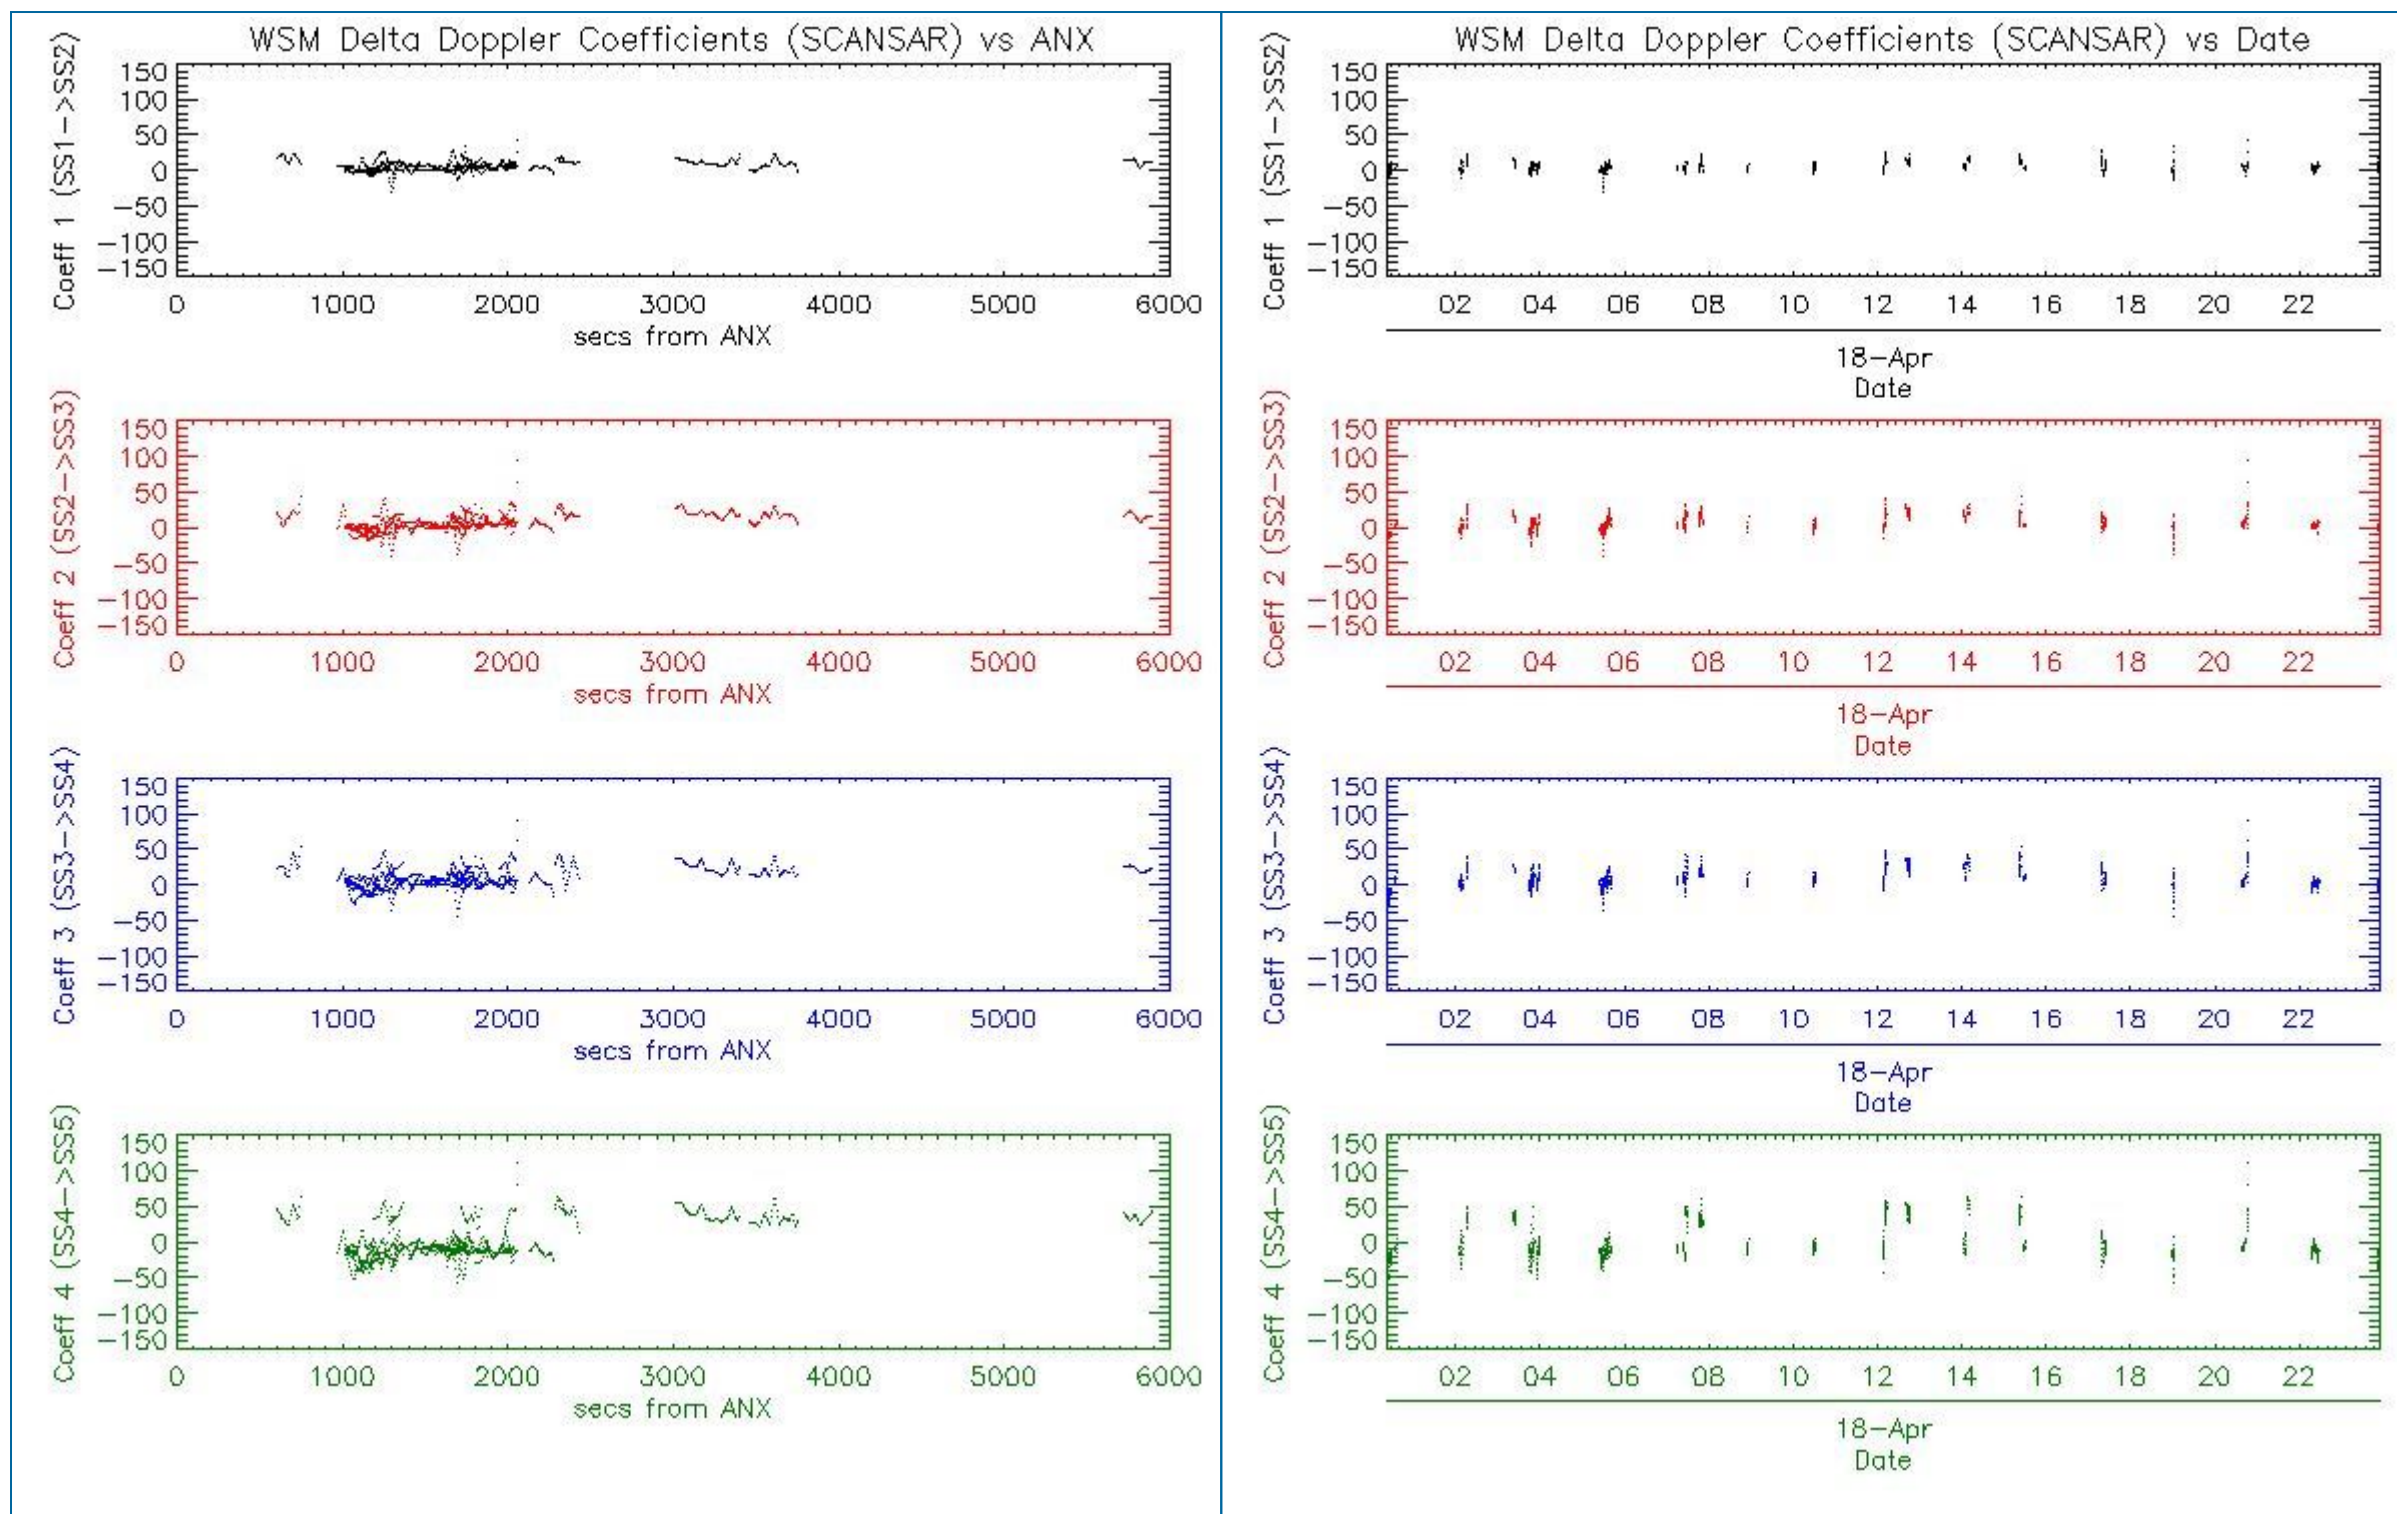 WSM Delta Doppler Coefficients (SCANSAR) vs ANX
Coeff 1 (SS1->SS2)
150
100
50
0
-50
-100
-150
0 1000 2000 3000 4000 5000 6000
secs from ANX
Coeff 2 (SS2->SS3)
150
100
50
0
-50
-100
-150
0 1000 2000 3000 4000 5000 6000
secs from ANX
Coeff 3 (SS3->SS4)
150
100
50
0
-50
-100
-150
0 1000 2000 3000 4000 5000 6000
secs from ANX
Coeff 4 (SS4->SS5)
150
100
50
0
-50
-100
-150
0 1000 2000 3000 4000 5000 6000
secs from ANX
WSM Delta Doppler Coefficients (SCANSAR) vs Date
Coeff 1 (SS1->SS2)
150
100
50
0
-50
-100
-150
02 04 06 08 10 12 14 16 18 20 22
18-Apr
Date
Coeff 2 (SS2->SS3)
150
100
50
0
-50
-100
-150
02 04 06 08 10 12 14 16 18 20 22
18-Apr
Date
Coeff 3 (SS3->SS4)
150
100
50
0
-50
-100
-150
02 04 06 08 10 12 14 16 18 20 22
18-Apr
Date
Coeff 4 (SS4->SS5)
150
100
50
0
-50
-100
-150
02 04 06 08 10 12 14 16 18 20 22
18-Apr
Date